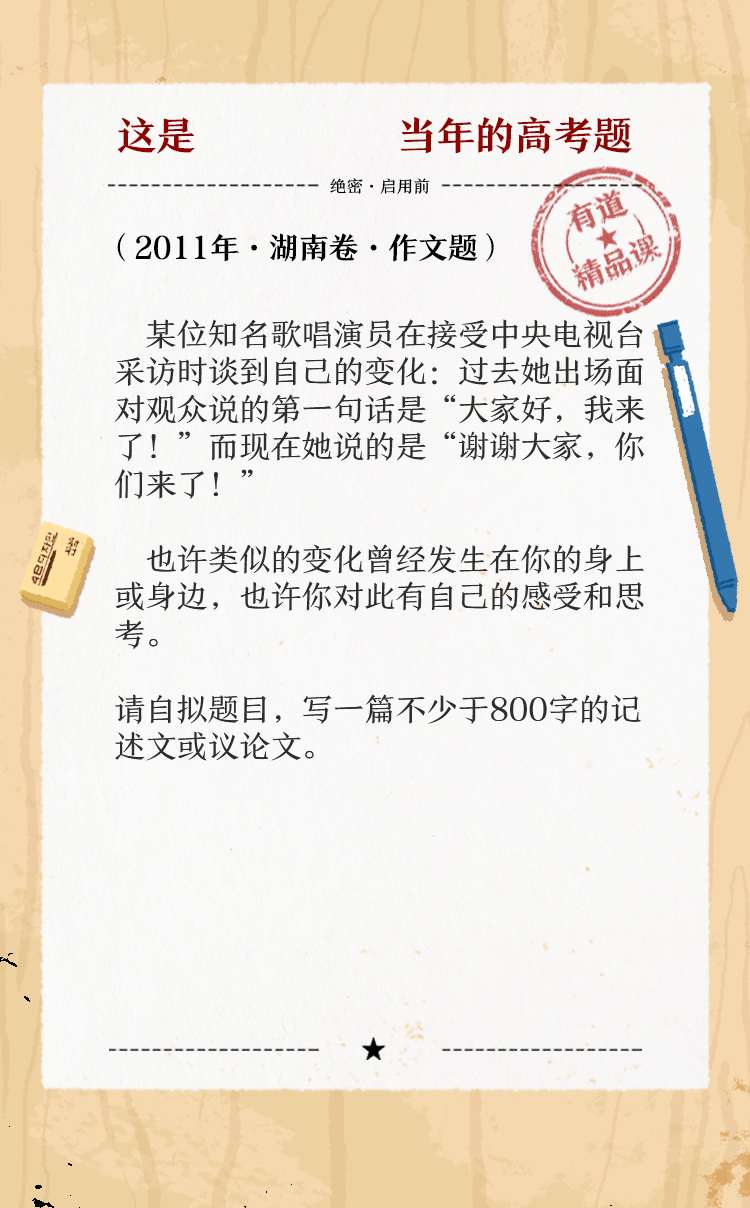 这是 当年的高考题
绝密·启用前
有道
精品课
（2011年·湖南卷·作文题）
某位知名歌唱演员在接受中央电视台
采访时谈到自己的变化：过去她出场面
对观众说的第一句话是“大家好，我来
了！”而现在她说的是“谢谢大家，你
们来了！”
也许类似的变化曾经发生在你的身上
或身边，也许你对此有自己的感受和思
考。
请自拟题目，写一篇不少于800字的记
述文或议论文。